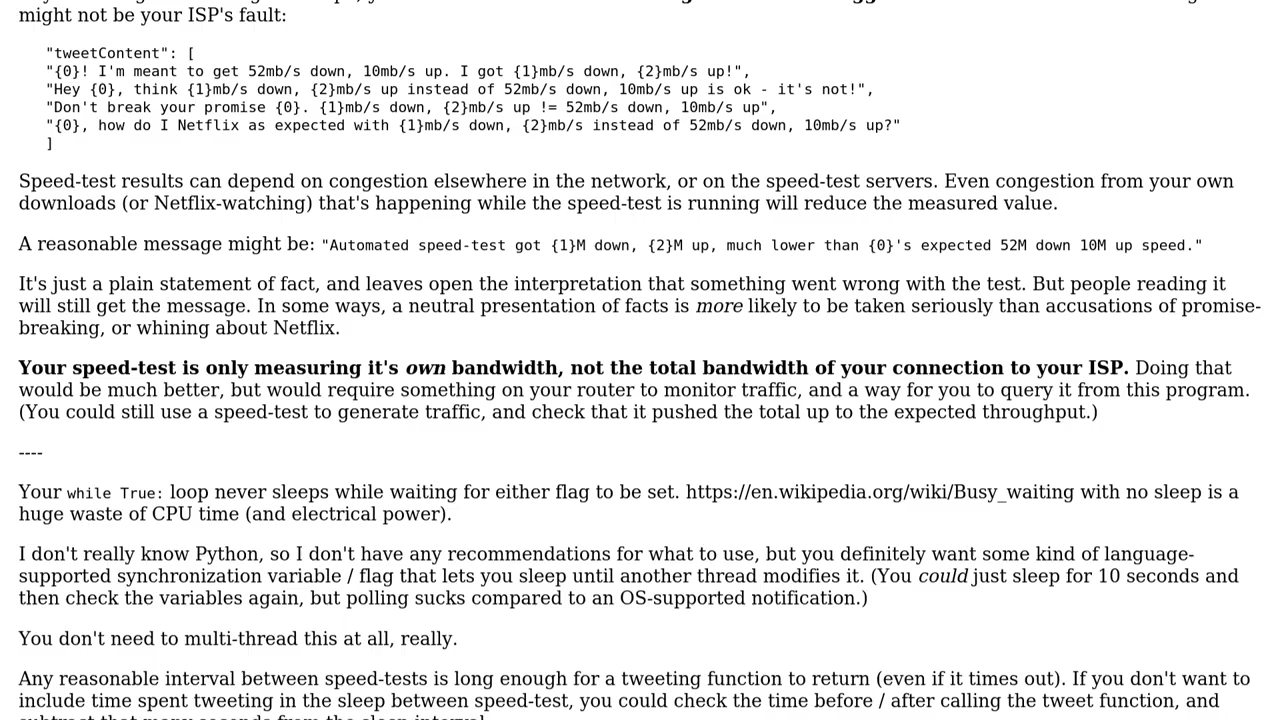 might not be your ISP's fault:
"tweetContent": [
"{0}! I'm meant to get 52mb/s down, 10mb/s up. I got {1}mb/s down, {2}mb/s up!",
"Hey {0}, think {1}mb/s down, {2}mb/s up instead of 52mb/s down, 10mb/s up is ok - it's not!",
"Don't break your promise {0}. {1}mb/s down, {2}mb/s up != 52mb/s down, 10mb/s up",
"{0}, how do I Netflix as expected with {1}mb/s down, {2}mb/s instead of 52mb/s down, 10mb/s up?"
]
Speed-test results can depend on congestion elsewhere in the network, or on the speed-test servers. Even congestion from your own
downloads (or Netflix-watching) that's happening while the speed-test is running will reduce the measured value.
A reasonable message might be: "Automated speed-test got {1}M down, {2}M up, much lower than {0}'s expected 52M down 10M up speed."
It's just a plain statement of fact, and leaves open the interpretation that something went wrong with the test. But people reading it
will still get the message. In some ways, a neutral presentation of facts is more likely to be taken seriously than accusations of promise-
breaking, or whining about Netflix.
Your speed-test is only measuring it's own bandwidth, not the total bandwidth of your connection to your ISP. Doing that
would be much better, but would require something on your router to monitor traffic, and a way for you to query it from this program.
(You could still use a speed-test to generate traffic, and check that it pushed the total up to the expected throughput.)
----
Your while True: loop never sleeps while waiting for either flag to be set. https://en.wikipedia.org/wiki/Busy_waiting with no sleep is a
huge waste of CPU time (and electrical power).
I don't really know Python, so I don't have any recommendations for what to use, but you definitely want some kind of language-
supported synchronization variable / flag that lets you sleep until another thread modifies it. (You could just sleep for 10 seconds and
then check the variables again, but polling sucks compared to an OS-supported notification.)
You don't need to multi-thread this at all, really.
Any reasonable interval between speed-tests is long enough for a tweeting function to return (even if it times out). If you don't want to
include time spent tweeting in the sleep between speed-test, you could check the time before / after calling the tweet function, and
subtract that many seconds from the sleep interval.